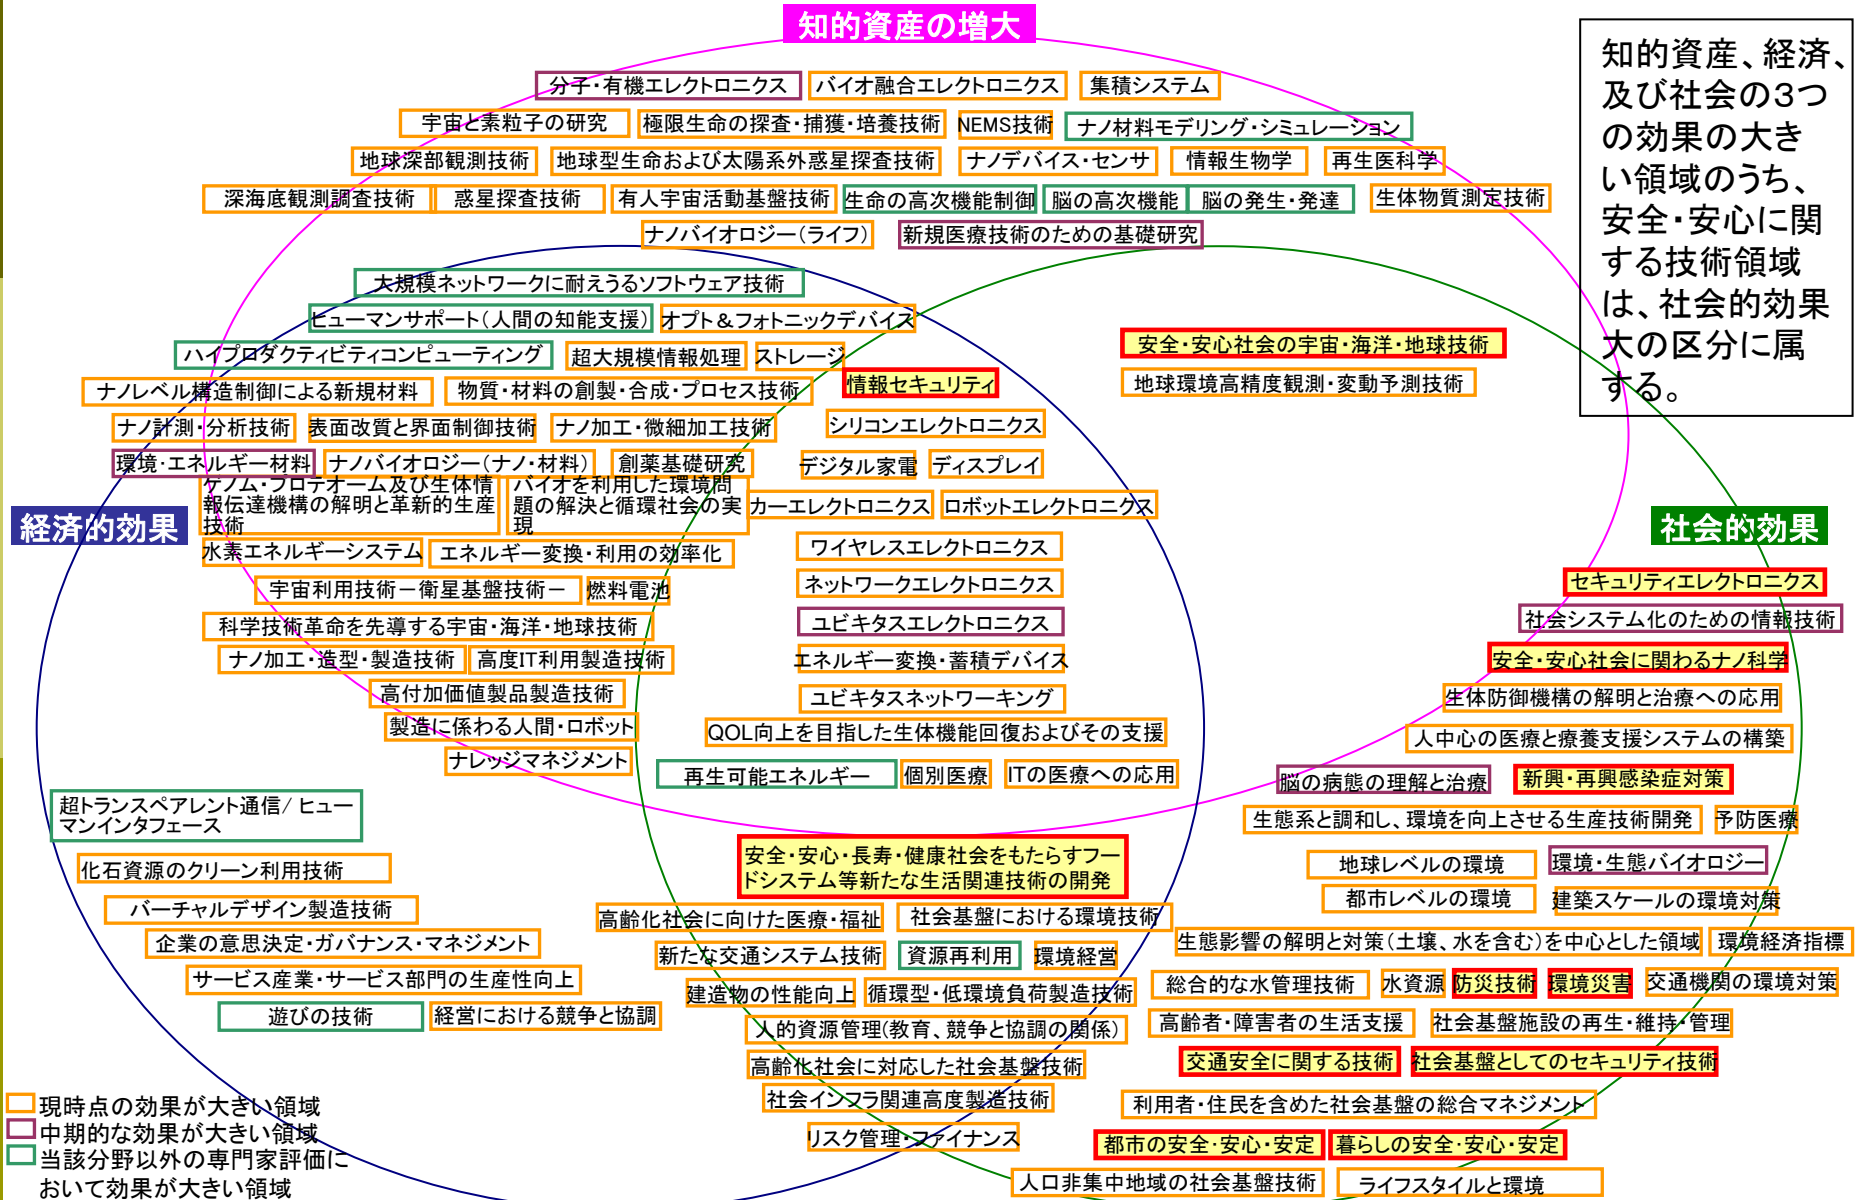 知的資産の増大
知的資産、経済、
及び社会の3つ
の効果の大き
い領域のうち、
安全・安心に関
する技術領域
は、社会的効果
大の区分に属
する。
分子・有機エレクトロニクス
バイオ融合エレクトロニクス
集積システム
宇宙と素粒子の研究
極限生命の探査・捕獲・培養技術
NEMS技術
ナノ材料モデリング・シミュレーション
地球深部観測技術
地球型生命および太陽系外惑星探査技術
ナノデバイス・センサ
情報生物学
再生医科学
深海底観測調査技術
惑星探査技術
有人宇宙活動基盤技術
生命の高次機能制御
脳の高次機能
脳の発生・発達
生体物質測定技術
ナノバイオロジー(ライフ)
新規医療技術のための基礎研究
大規模ネットワークに耐えうるソフトウェア技術
ヒューマンサポート(人間の知能支援)
オプト＆フォトニックデバイス
ハイプロダクティビティコンピューティング
超大規模情報処理
ストレージ
安全・安心社会の宇宙・海洋・地球技術
ナノレベル構造制御による新規材料
物質・材料の創製・合成・プロセス技術
情報セキュリティ
地球環境高精度観測・変動予測技術
ナノ計測・分析技術
表面改質と界面制御技術
ナノ加工・微細加工技術
シリコンエレクトロニクス
環境・エネルギー材料
ナノバイオロジー(ナノ・材料)
創薬基礎研究
デジタル家電
ディスプレイ
ゲノム・プロテオーム及び生体情
報伝達機構の解明と革新的生産
技術
バイオを利用した環境問
題の解決と循環社会の実
現
カーエレクトロニクス
ロボットエレクトロニクス
経済的効果
社会的効果
水素エネルギーシステム
エネルギー変換・利用の効率化
ワイヤレスエレクトロニクス
宇宙利用技術－衛星基盤技術－
燃料電池
ネットワークエレクトロニクス
セキュリティエレクトロニクス
科学技術革命を先導する宇宙・海洋・地球技術
ユビキタスエレクトロニクス
社会システム化のための情報技術
ナノ加工・造型・製造技術
高度IT利用製造技術
エネルギー変換・蓄積デバイス
安全・安心社会に関わるナノ科学
高付加価値製品製造技術
ユビキタスネットワーキング
生体防御機構の解明と治療への応用
製造に係わる人間・ロボット
QOL向上を目指した生体機能回復およびその支援
人中心の医療と療養支援システムの構築
ナレッジマネジメント
再生可能エネルギー
個別医療
ITの医療への応用
脳の病態の理解と治療
新興・再興感染症対策
超トランスペアレント通信/ヒュー
マンインタフェース
生態系と調和し、環境を向上させる生産技術開発
予防医療
安全・安心・長寿・健康社会をもたらすフー
ドシステム等新たな生活関連技術の開発
化石資源のクリーン利用技術
地球レベルの環境
環境・生態バイオロジー
バーチャルデザイン製造技術
高齢化社会に向けた医療・福祉
社会基盤における環境技術
都市レベルの環境
建築スケールの環境対策
企業の意思決定・ガバナンス・マネジメント
新たな交通システム技術
資源再利用
環境経営
生態影響の解明と対策(土壌、水を含む)を中心とした領域
環境経済指標
サービス産業・サービス部門の生産性向上
建造物の性能向上
循環型・低環境負荷製造技術
総合的な水管理技術
水資源
防災技術
環境災害
交通機関の環境対策
遊びの技術
経営における競争と協調
人的資源管理(教育、競争と協調の関係)
高齢者・障害者の生活支援
社会基盤施設の再生・維持・管理
高齢化社会に対応した社会基盤技術
交通安全に関する技術
社会基盤としてのセキュリティ技術
社会インフラ関連高度製造技術
利用者・住民を含めた社会基盤の総合マネジメント
リスク管理・ファイナンス
都市の安全・安心・安定
暮らしの安全・安心・安定
人口非集中地域の社会基盤技術
ライフスタイルと環境
現時点の効果が大きい領域
中期的な効果が大きい領域
当該分野以外の専門家評価に
おいて効果が大きい領域